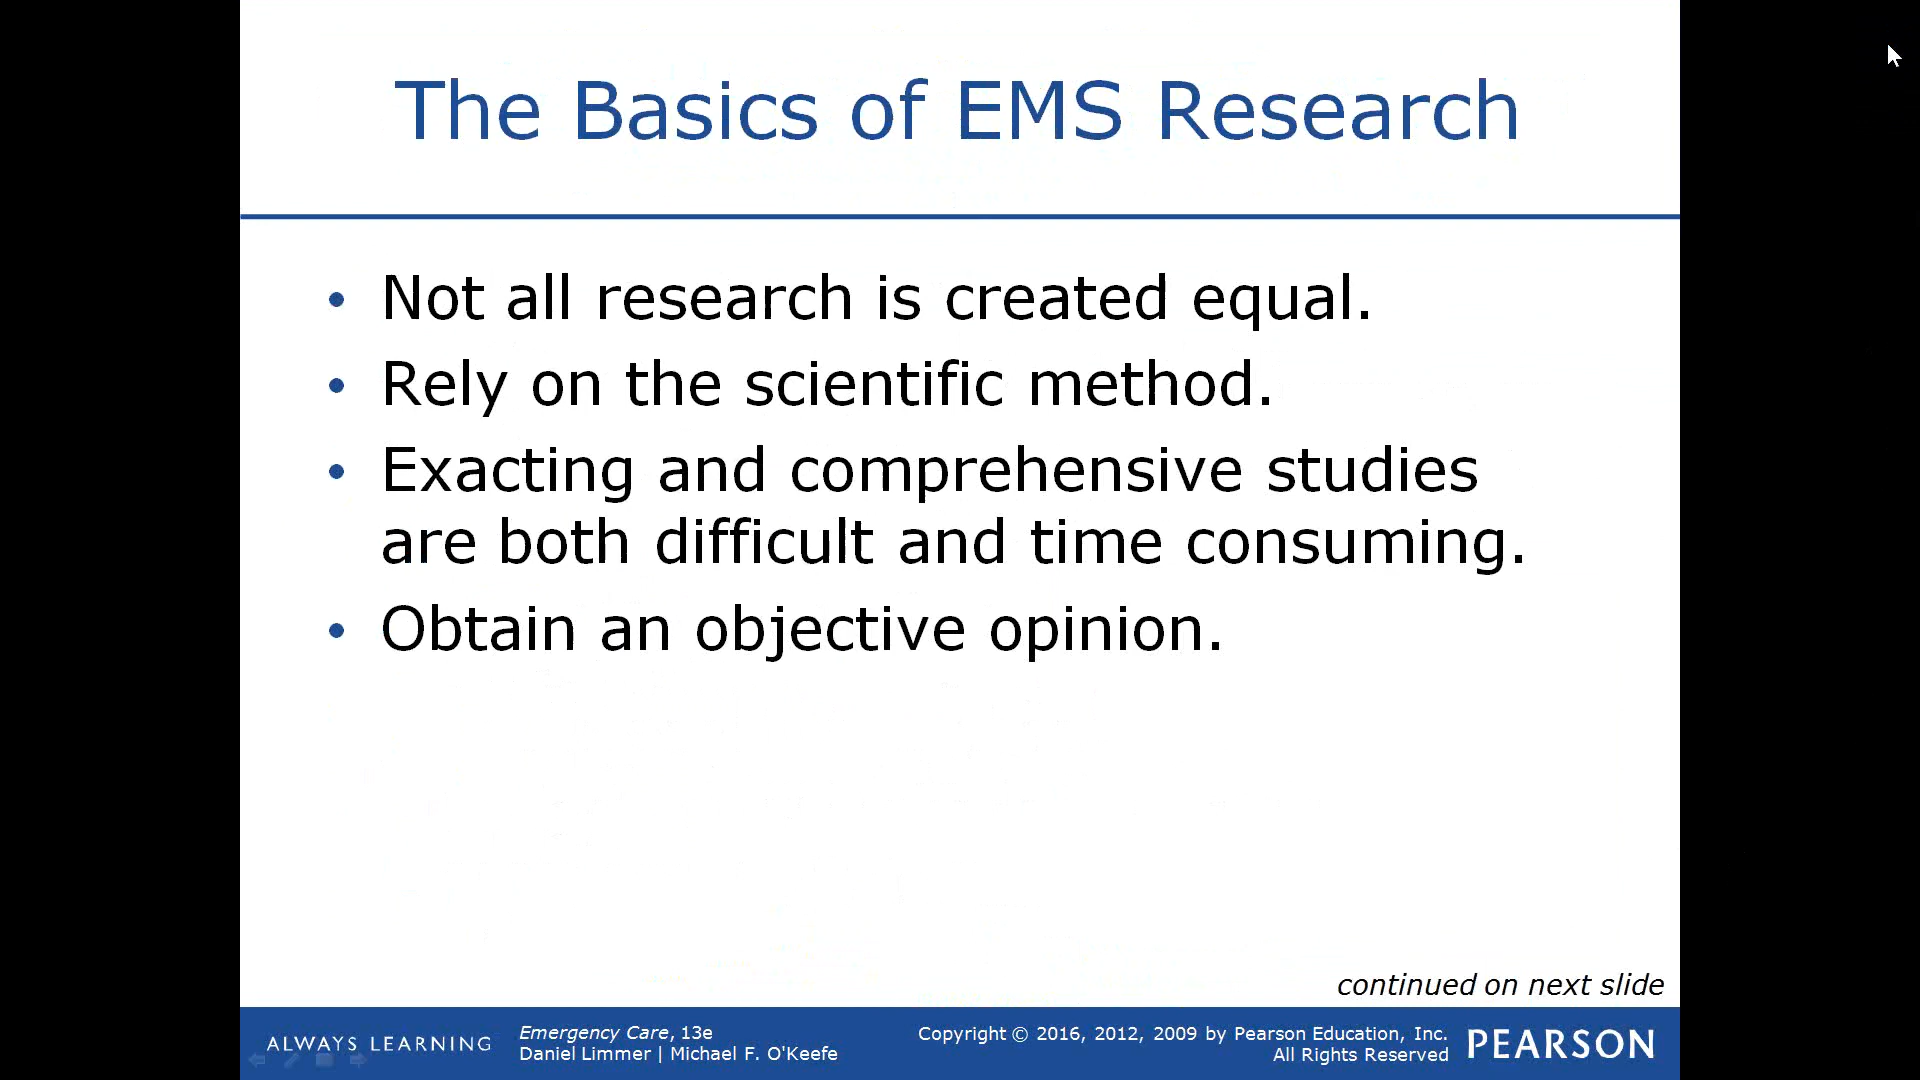 The Basics of EMS Research
• Not all research is created equal.
• Rely on the scientific method.
• Exacting and comprehensive studies
are both difficult and time consuming.
• Obtain an objective opinion.
continued on next slide
ALWAYS LEARNING
Emergency Care, 13e
Daniel Limmer | Michael F. O'Keefe
Copyright © 2016, 2012, 2009 by Pearson Education, Inc.
All Rights Reserved
PEARSON